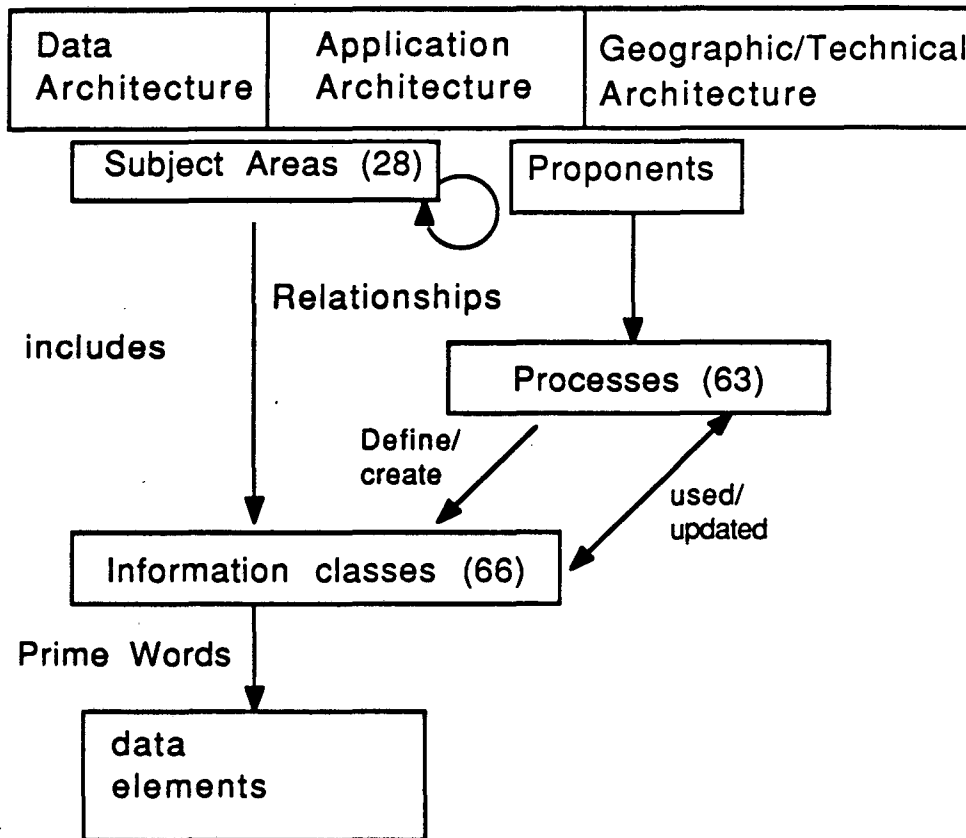 Data
Architecture
Application
Architecture
Geographic/Technical
Architecture
Subject Areas (28)
Proponents
Relationships
includes
Processes (63)
Define/
create
used/
updated
Information classes (66)
Prime Words
data
elements